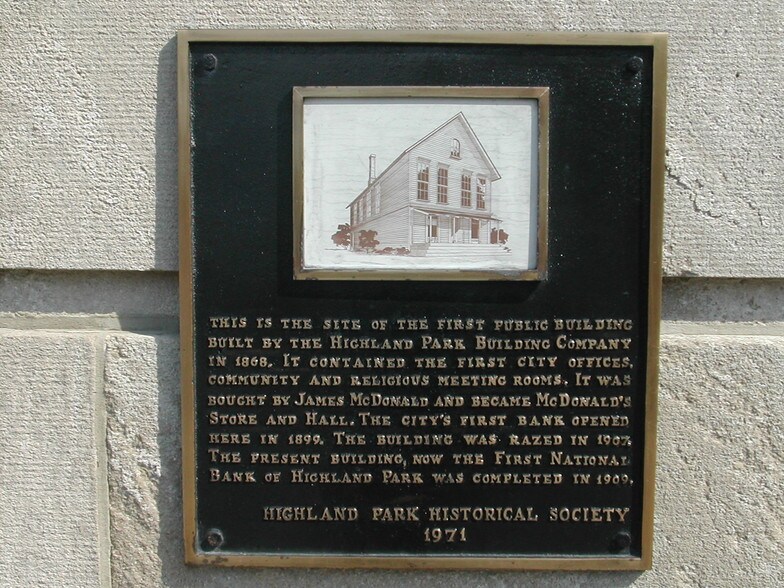 THIS IS THE SITE OF THE FIRST PUBLIC BUILDING
BUILT BY THE HIGHLAND PARK BUILDING COMPANY
IN 1868. IT CONTAINED THE FIRST CITY OFFICES,
COMMUNITY AND RELIGIOUS MEETING ROOMS. IT WAS
BOUGHT BY JAMES MCDONALD AND BECAME MCDONALD'S
STORE AND HALL. THE CITY'S FIRST BANK OPENED
HERE IN 1899. THE BUILDING WAS RAZED IN 1907.
THE PRESENT BUILDING, NOW THE FIRST NATIONAL
BANK OF HIGHLAND PARK WAS COMPLETED IN 1909.
HIGHLAND PARK HISTORICAL SOCIETY
1971